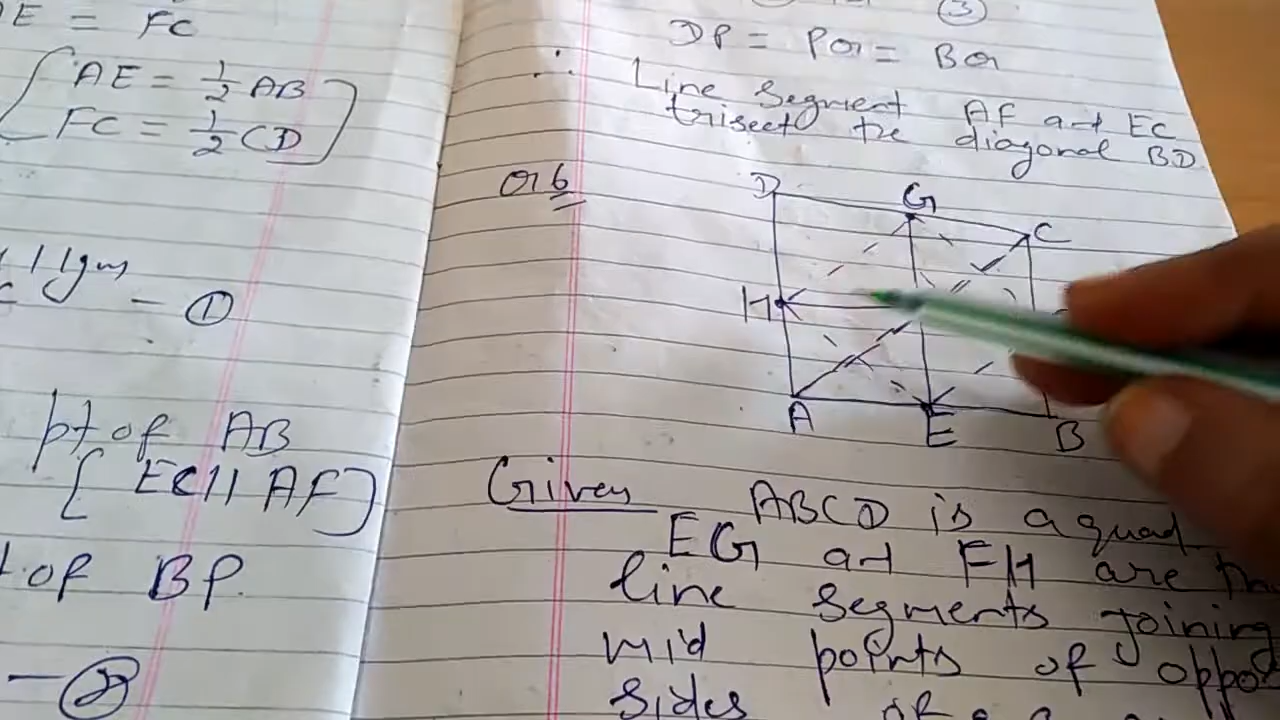 = FC
AE = 1/2 AB
FC = 1/2 CD
11gm
- ①
pt of AB
[ EC || AF ]
of BP.
- ②
③
DP = PQ = BQ
∴ Line Segment AF and EC
trisect the diagonal BD
Q6
D
G
C
H
A
E
B
Given ABCD is a quad
EG and FH are
line segments joining
mid points of oppo
sides of